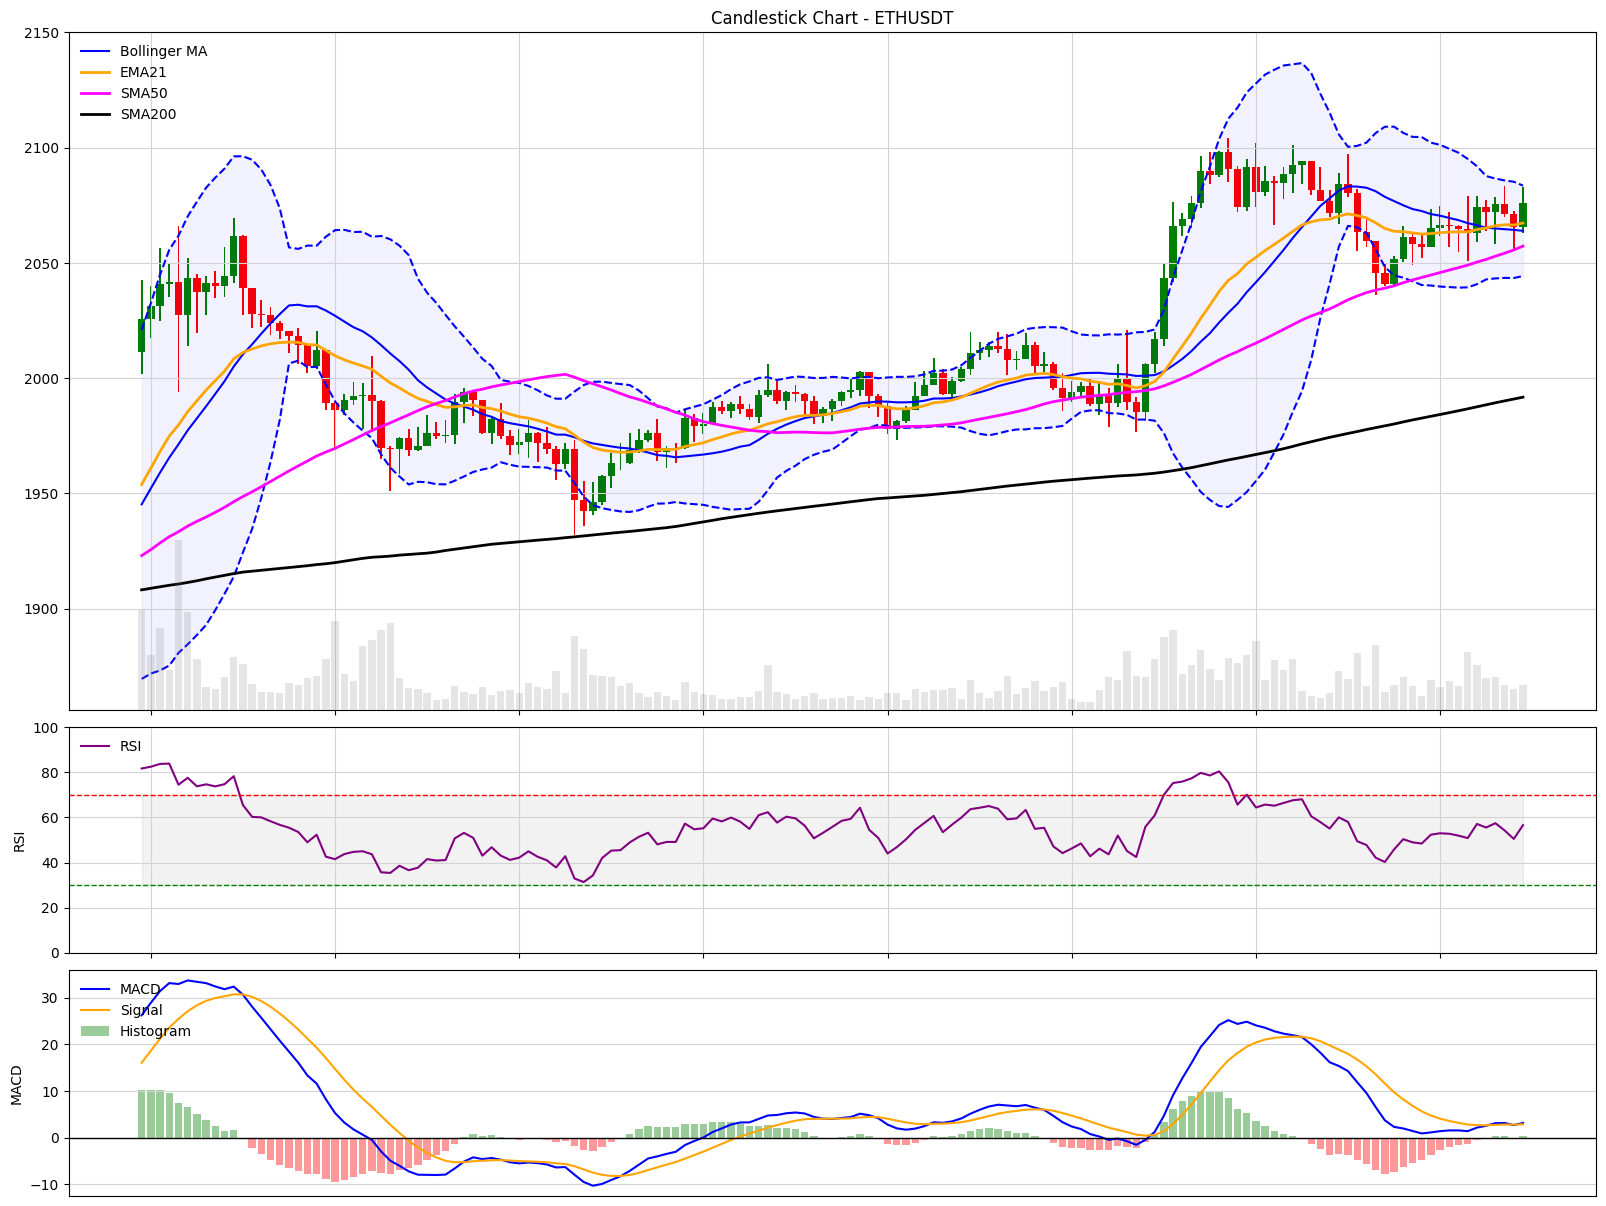 Candlestick Chart - ETHUSDT
2150
2100
2050
2000
1950
1900
Bollinger MA
EMA21
SMA50
SMA200
100
80
60
40
20
0
RSI
RSI
30
20
10
0
−10
MACD
MACD
Signal
Histogram